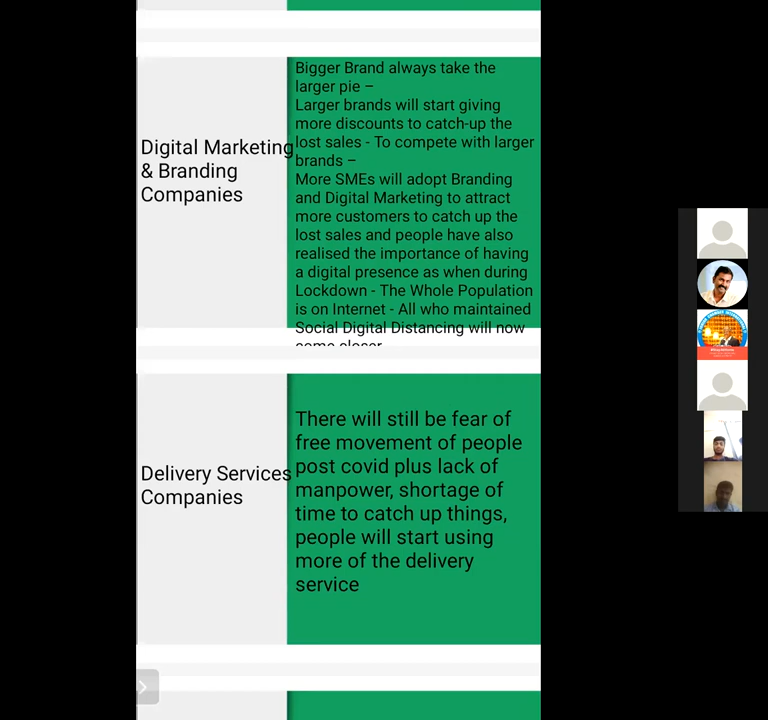 Digital Marketing
& Branding
Companies
Bigger Brand always take the
larger pie –
Larger brands will start giving
more discounts to catch-up the
lost sales - To compete with larger
brands –
More SMEs will adopt Branding
and Digital Marketing to attract
more customers to catch up the
lost sales and people have also
realised the importance of having
a digital presence as when during
Lockdown - The Whole Population
is on Internet - All who maintained
Social Digital Distancing will now
come closer
Delivery Services
Companies
There will still be fear of
free movement of people
post covid plus lack of
manpower, shortage of
time to catch up things,
people will start using
more of the delivery
service